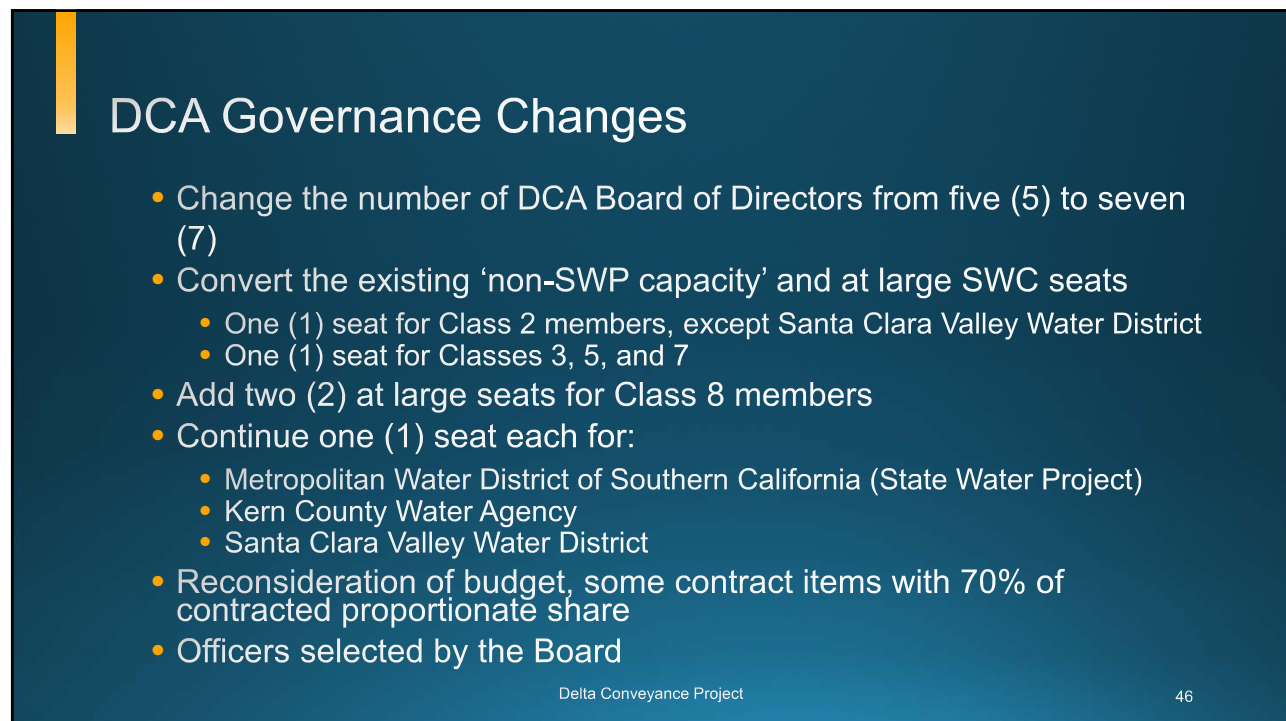 DCA Governance Changes
• Change the number of DCA Board of Directors from five (5) to seven
(7)
• Convert the existing ‘non-SWP capacity’ and at large SWC seats
• One (1) seat for Class 2 members, except Santa Clara Valley Water District
• One (1) seat for Classes 3, 5, and 7
• Add two (2) at large seats for Class 8 members
• Continue one (1) seat each for:
• Metropolitan Water District of Southern California (State Water Project)
• Kern County Water Agency
• Santa Clara Valley Water District
• Reconsideration of budget, some contract items with 70% of
contracted proportionate share
• Officers selected by the Board
Delta Conveyance Project
46